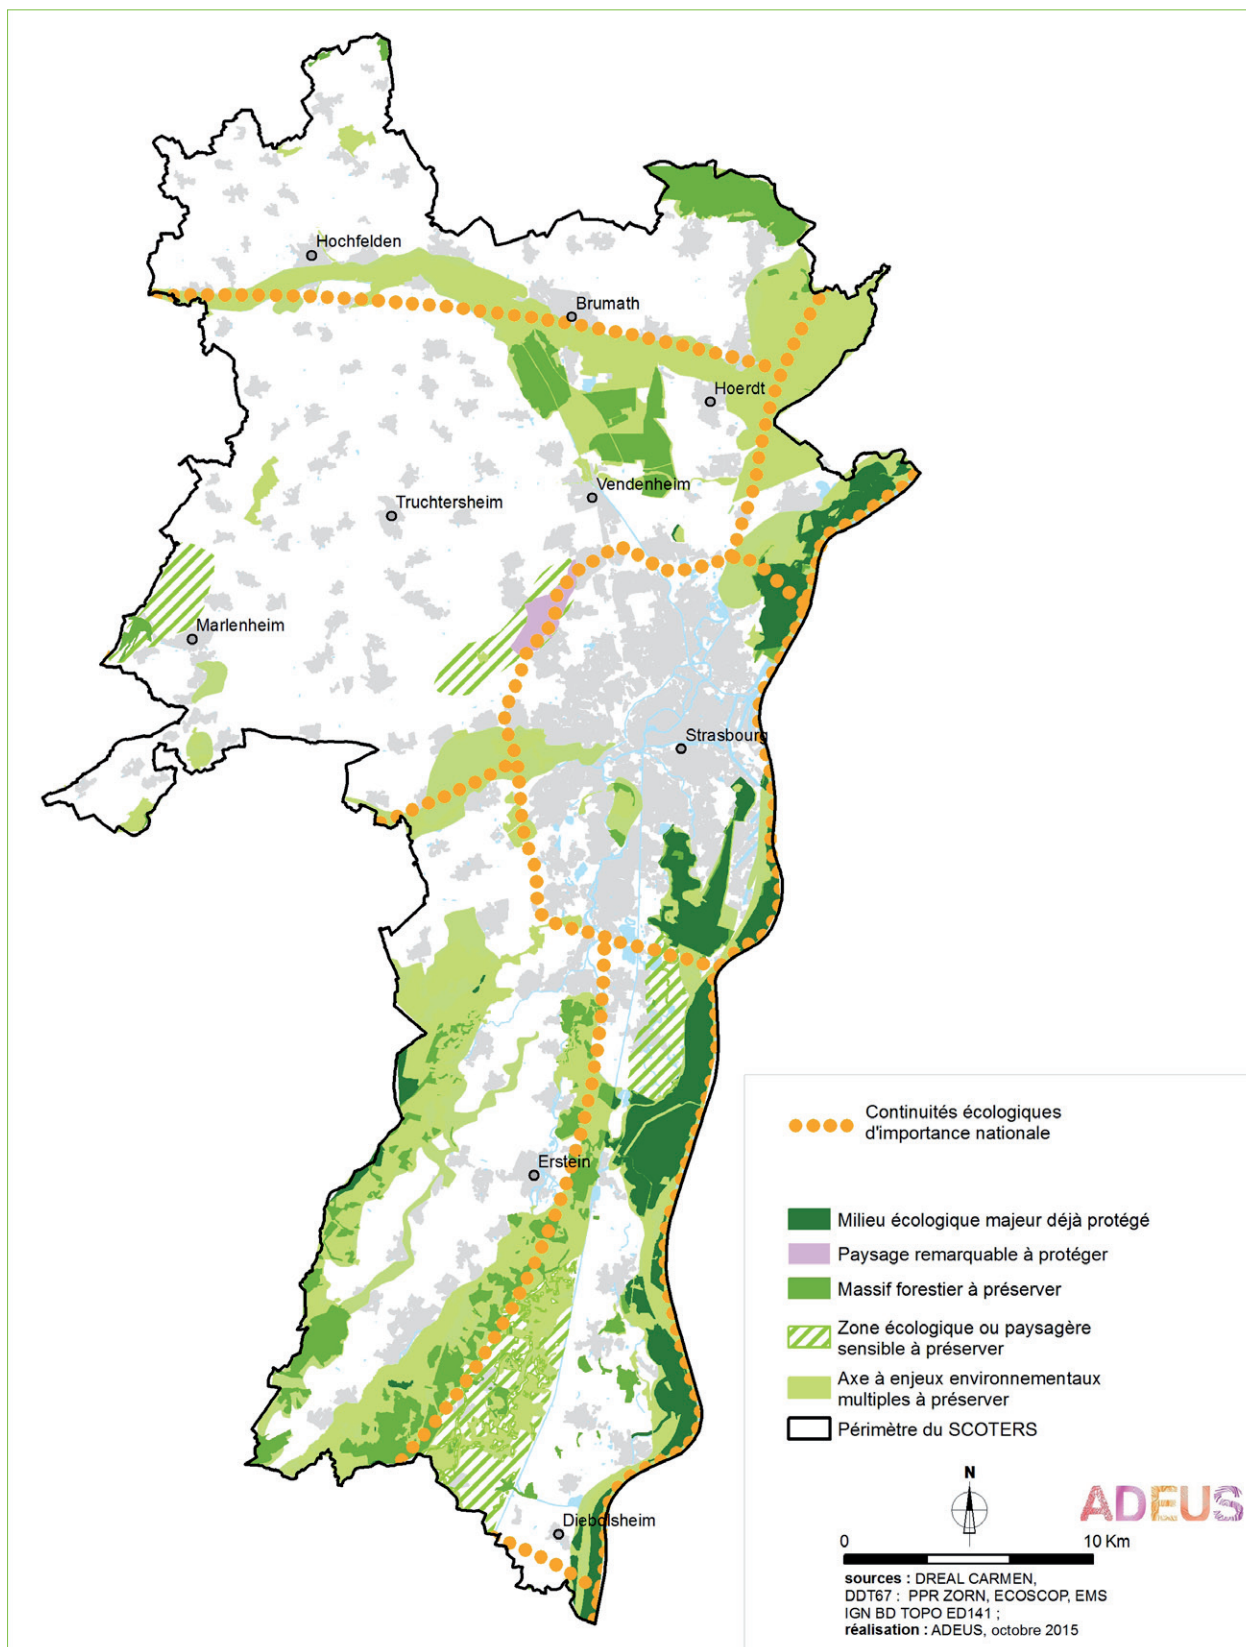 Hochfelden
Brumath
Hoerdt
Vendenheim
Truchtersheim
Marlenheim
Strasbourg
Erstein
Diebolsheim
Continuités écologiques
d'importance nationale
Milieu écologique majeur déjà protégé
Paysage remarquable à protéger
Massif forestier à préserver
Zone écologique ou paysagère
sensible à préserver
Axe à enjeux environnementaux
multiples à préserver
Périmètre du SCOTERS
N
ADEUS
0 10 Km
sources : DREAL CARMEN,
DDT67 : PPR ZORN, ECOSCOP, EMS
IGN BD TOPO ED141 ;
réalisation : ADEUS, octobre 2015